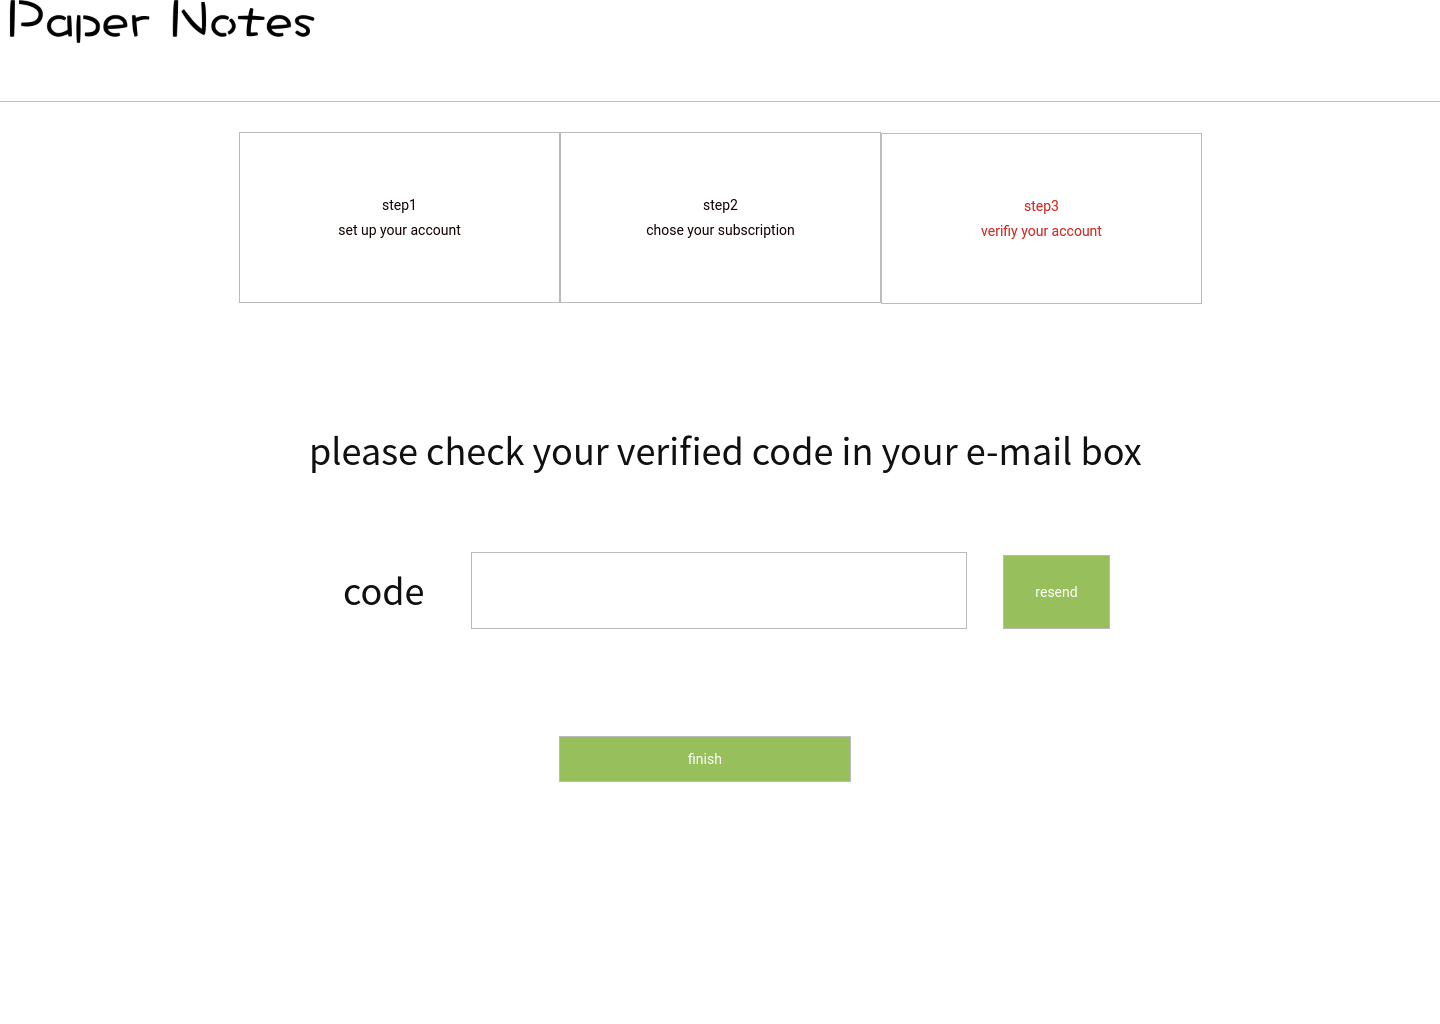 Paper Notes
step1
set up your account
step2
chose your subscription
step3
verifiy your account
please check your verified code in your e-mail box
code
resend
finish